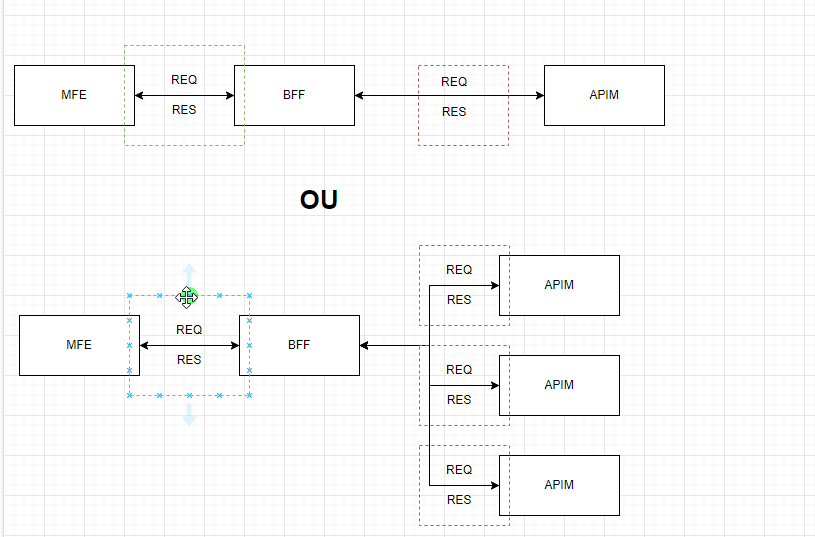 REQ
MFE
BFF
RES
REQ
APIM
RES
OU
REQ
APIM
RES
REQ
MFE
BFF
RES
REQ
APIM
RES
REQ
APIM
RES